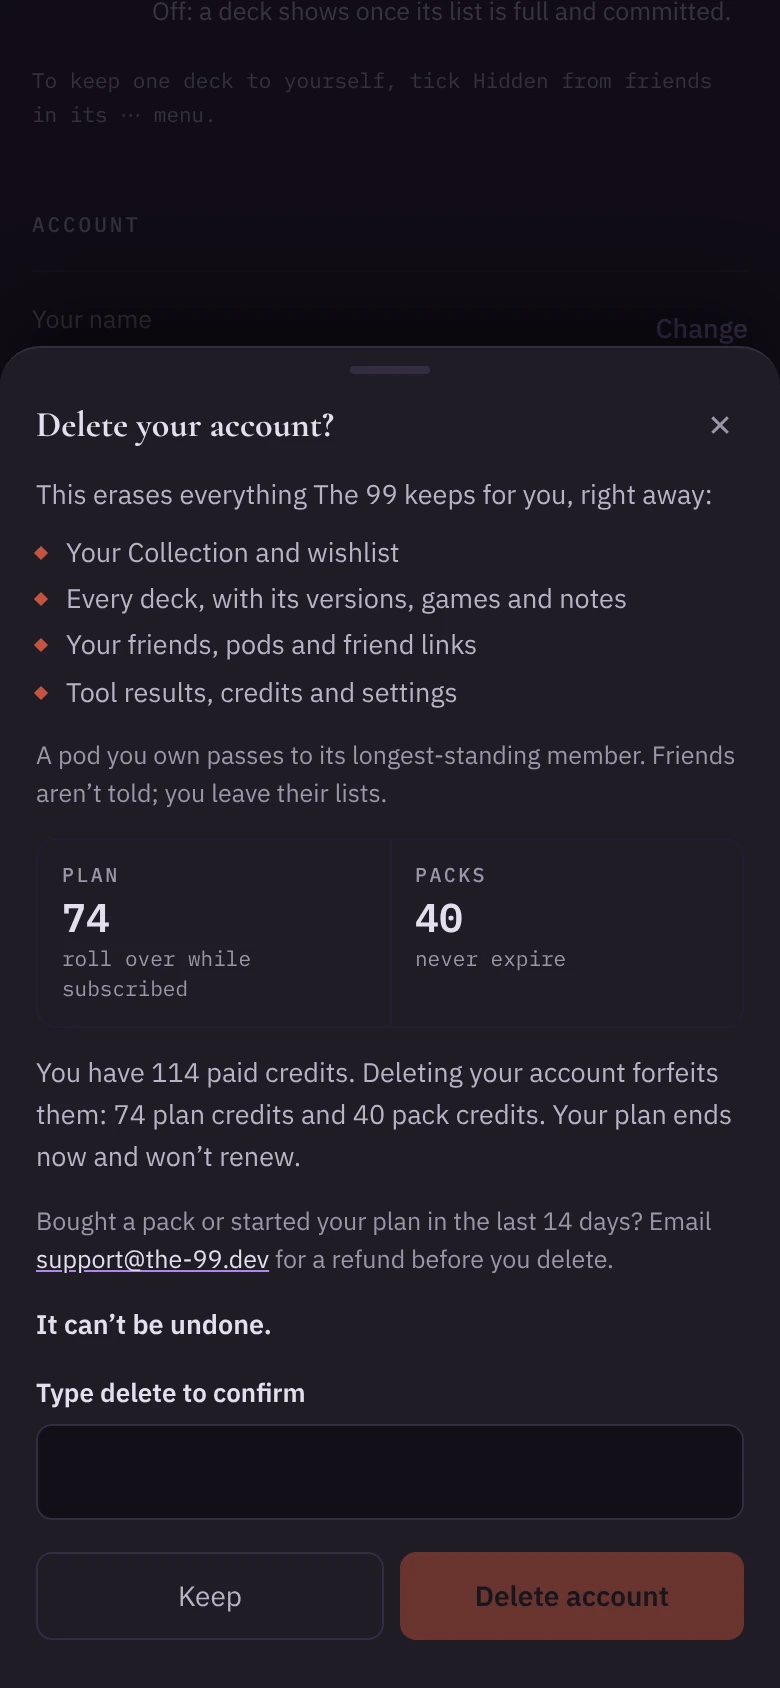 Off: a deck shows once its list is full and committed.
To keep one deck to yourself, tick Hidden from friends
in its ··· menu.
ACCOUNT
Your name
Change
Delete your account?
This erases everything The 99 keeps for you, right away:
Your Collection and wishlist
Every deck, with its versions, games and notes
Your friends, pods and friend links
Tool results, credits and settings
A pod you own passes to its longest-standing member. Friends
aren’t told; you leave their lists.
PLAN
74
roll over while
subscribed
PACKS
40
never expire
You have 114 paid credits. Deleting your account forfeits
them: 74 plan credits and 40 pack credits. Your plan ends
now and won’t renew.
Bought a pack or started your plan in the last 14 days? Email
support@the-99.dev for a refund before you delete.
It can’t be undone.
Type delete to confirm
Keep
Delete account